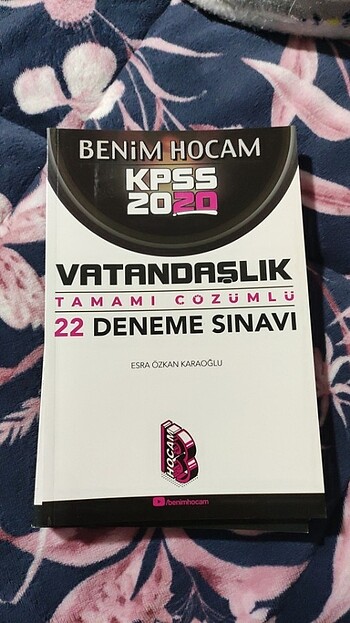 BENİM HOCAM
KPSS
2020
VATANDAŞLIK
TAMAMI ÇÖZÜMLÜ
22 DENEME SINAVI
ESRA ÖZKAN KARAOĞLU
HOCAM
/benimhocam